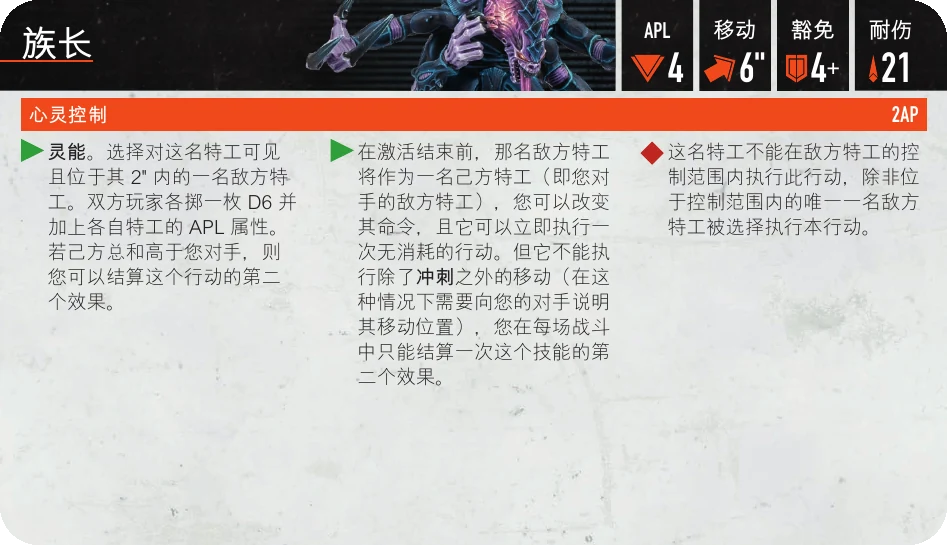 族长
APL
4
移动
6"
豁免
4+
耐伤
21
心灵控制
2AP
灵能。选择对这名特工可见
且位于其 2" 内的一名敌方特
工。双方玩家各掷一枚 D6 并
加上各自特工的 APL 属性。
若己方总和高于您对手，则
您可以结算这个行动的第二
个效果。
在激活结束前，那名敌方特工
将作为一名己方特工（即您对
手的敌方特工），您可以改变
其命令，且它可以立即执行一
次无消耗的行动。但它不能执
行除了冲刺之外的移动（在这
种情况下需要向您的对手说明
其移动位置），您在每场战斗
中只能结算一次这个技能的第
二个效果。
这名特工不能在敌方特工的控
制范围内执行此行动，除非位
于控制范围内的唯一一名敌方
特工被选择执行本行动。